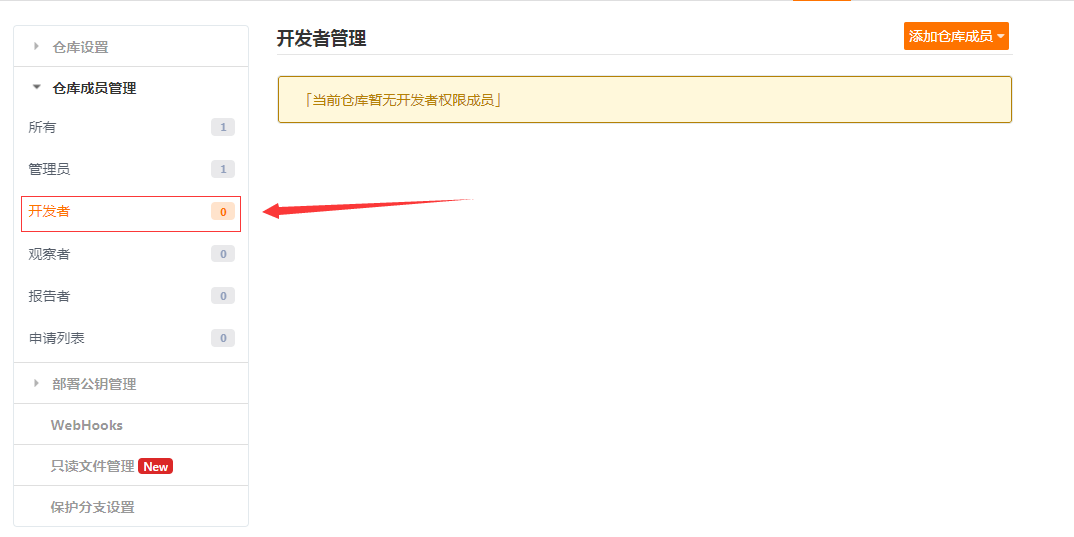 仓库设置
仓库成员管理
所有 1
管理员 1
开发者 0
观察者 0
报告者 0
申请列表 0
部署公钥管理
WebHooks
只读文件管理 New
保护分支设置
开发者管理
添加仓库成员
「当前仓库暂无开发者权限成员」